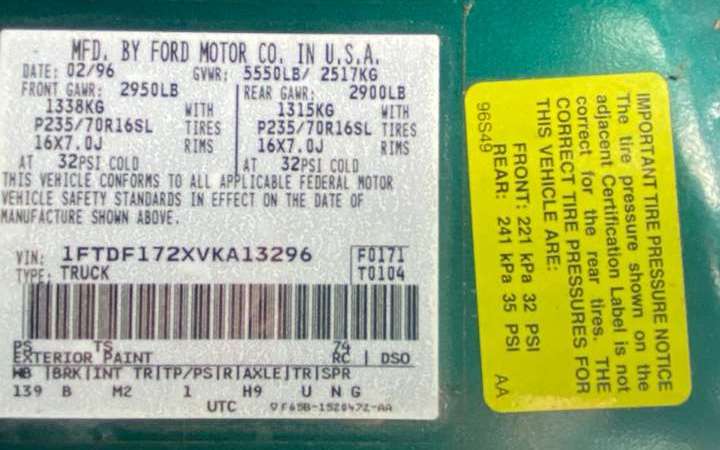 MFD. BY FORD MOTOR CO. IN U.S.A.
DATE: 02/96 GVWR: 5550LB/ 2517KG
FRONT GAWR: 2950LB REAR GAWR: 2900LB
1338KG WITH 1315KG WITH
P235/70R16SL TIRES P235/70R16SL TIRES
16X7.0J RIMS 16X7.0J RIMS
AT 32PSI COLD AT 32PSI COLD
THIS VEHICLE CONFORMS TO ALL APPLICABLE FEDERAL MOTOR
VEHICLE SAFETY STANDARDS IN EFFECT ON THE DATE OF
MANUFACTURE SHOWN ABOVE.
VIN: 1FTDF172XVKA13296 F0171
TYPE: TRUCK T0104
PS TS 74
EXTERIOR PAINT RC DSO
WB BRK INT TR TP/PS R AXLE TR SPR
139 B M2 1 H9 U N G
UTC F65B-1520472-AA
IMPORTANT TIRE PRESSURE NOTICE
The tire pressure shown on the
adjacent Certification Label is not
correct for the rear tires. THE
CORRECT TIRE PRESSURES FOR
THIS VEHICLE ARE:
FRONT: 221 kPa 32 PSI
REAR: 241 kPa 35 PSI
96S49 AA